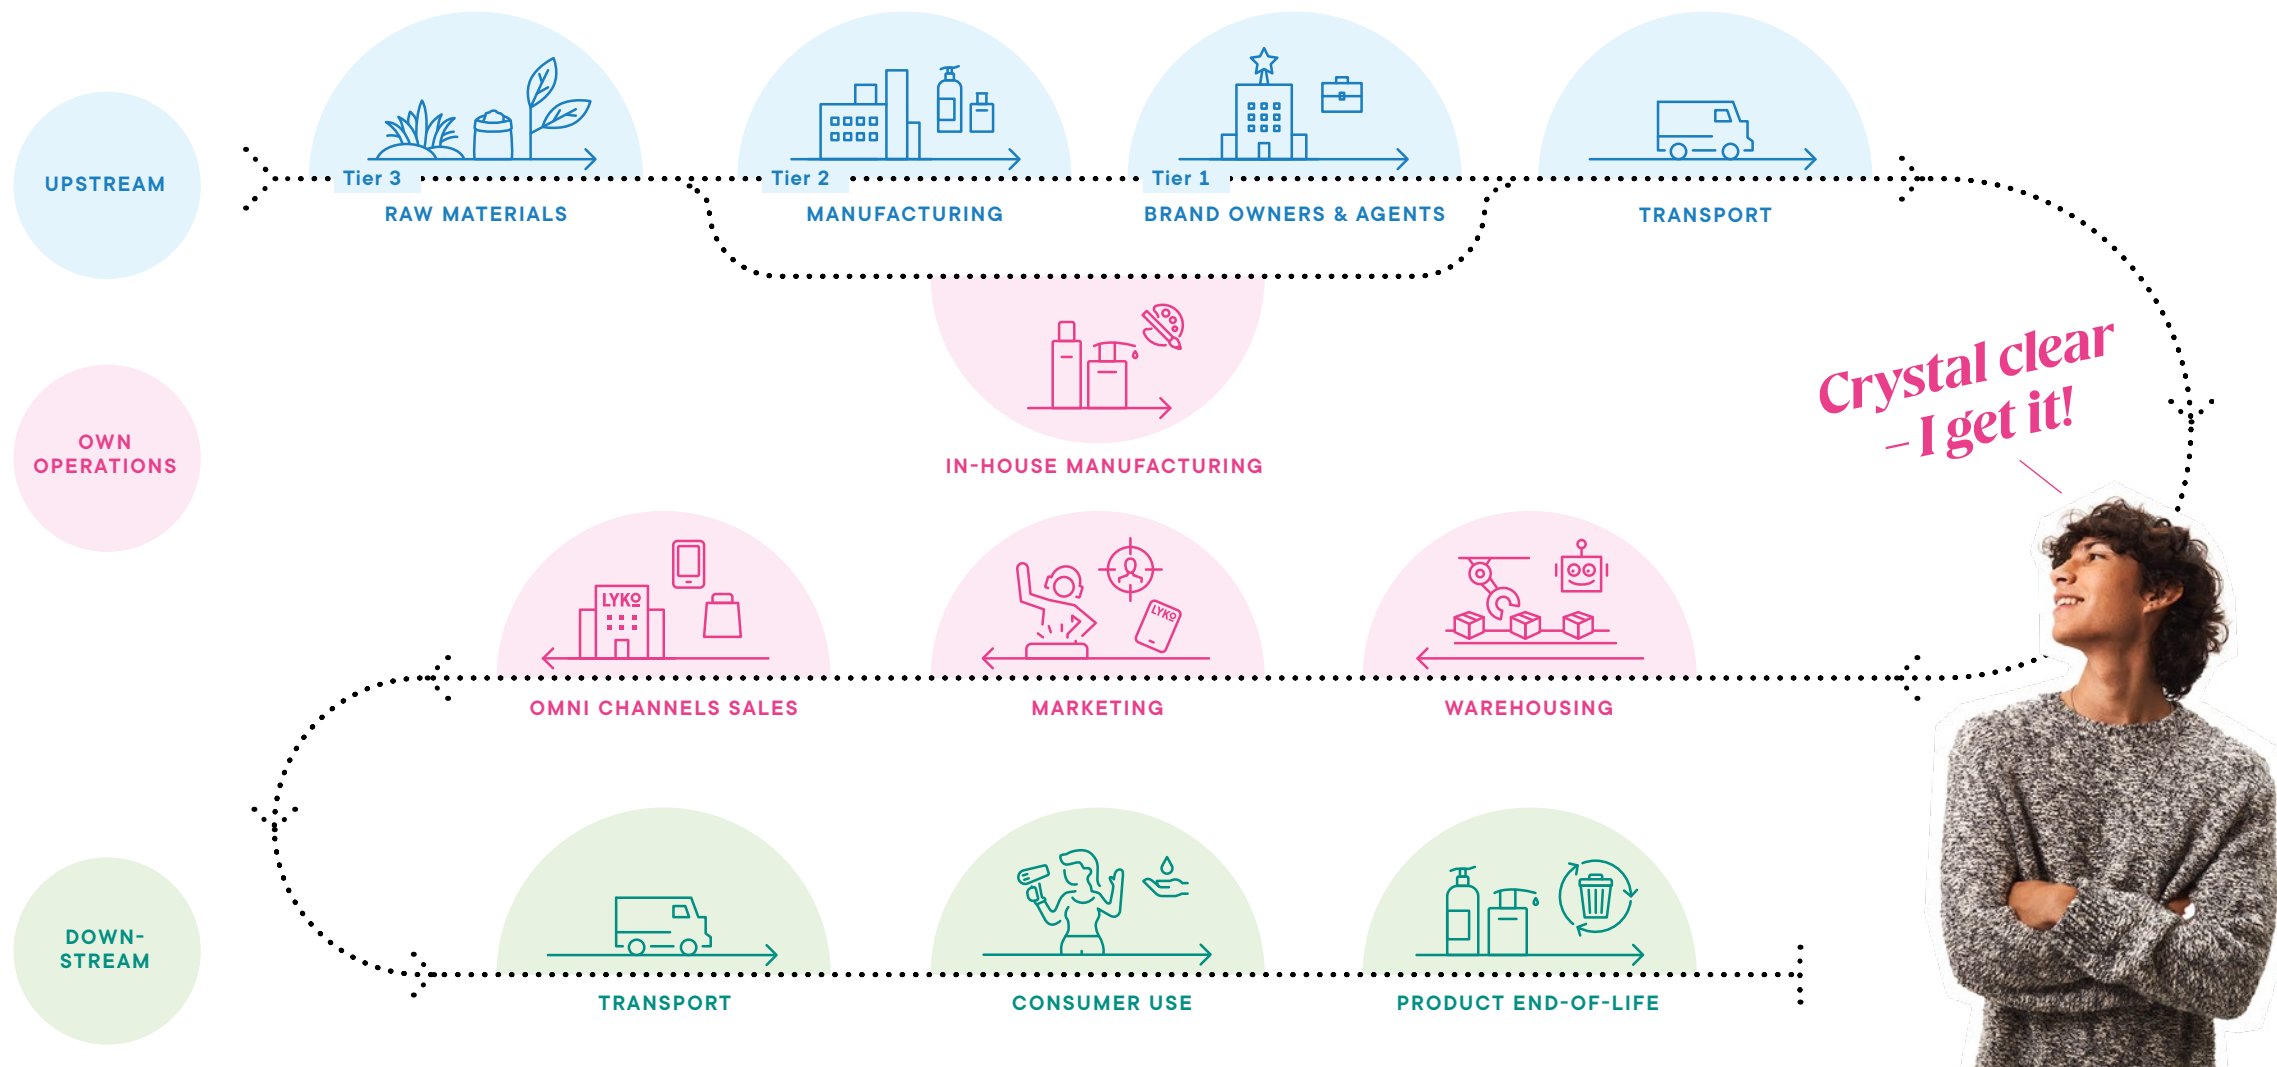 UPSTREAM
Tier 3
RAW MATERIALS
Tier 2
MANUFACTURING
Tier 1
BRAND OWNERS & AGENTS
TRANSPORT
OWN
OPERATIONS
IN-HOUSE MANUFACTURING
Crystal clear
– I get it!
LYKO
OMNI CHANNELS SALES
LYKO
MARKETING
WAREHOUSING
DOWN-
STREAM
TRANSPORT
CONSUMER USE
PRODUCT END-OF-LIFE